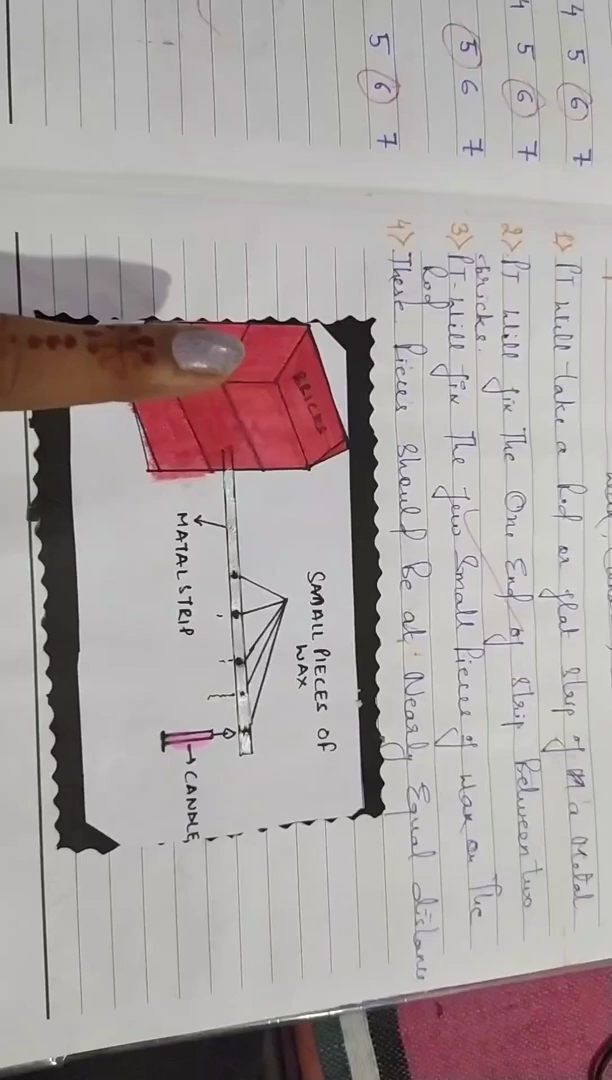 4 5 6 7
4 5 6 7
5 6 7
5 6 7
1) PT Will take a Rod or flat Strip of a Metal
2) PT Will fix The One End of Strip Between two
bricks.
3) PT Will fix The few Small Pieces of Wax on The
Rod
4) These Pieces Should Be at Nearly Equal distance
BRICKS
SMALL PIECES OF
WAX
MATAL STRIP
CANDLE